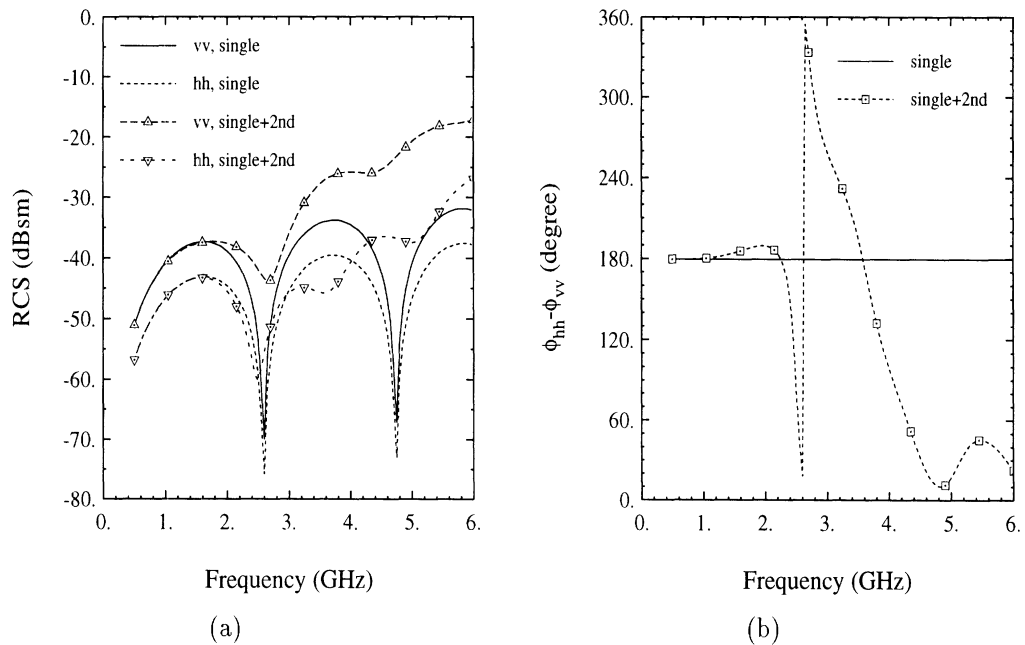 0.
-10.
-20.
-30.
-40.
-50.
-60.
-70.
-80.
0.
1.
2.
3.
4.
5.
6.
RCS (dBsm)
Frequency (GHz)
vv, single
hh, single
vv, single+2nd
hh, single+2nd
(a)
360.
300.
240.
180.
120.
60.
0.
0.
1.
2.
3.
4.
5.
6.
ϕhh-ϕvv (degree)
Frequency (GHz)
single
single+2nd
(b)